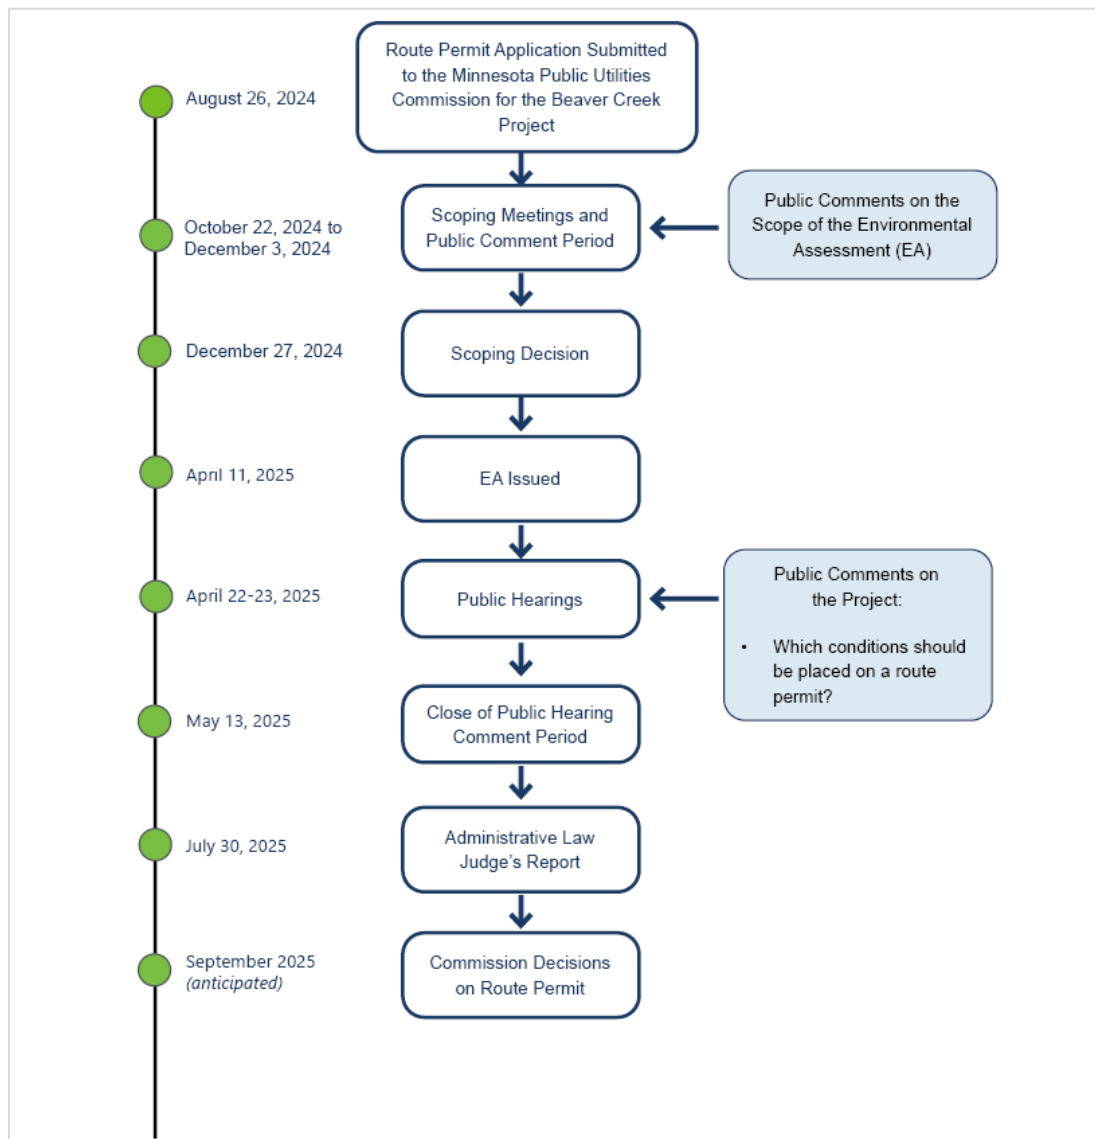 August 26, 2024
Route Permit Application Submitted
to the Minnesota Public Utilities
Commission for the Beaver Creek
Project
October 22, 2024 to
December 3, 2024
Scoping Meetings and
Public Comment Period
Public Comments on the
Scope of the Environmental
Assessment (EA)
December 27, 2024
Scoping Decision
April 11, 2025
EA Issued
April 22-23, 2025
Public Hearings
Public Comments on
the Project:
• Which conditions should
be placed on a route
permit?
May 13, 2025
Close of Public Hearing
Comment Period
July 30, 2025
Administrative Law
Judge's Report
September 2025
(anticipated)
Commission Decisions
on Route Permit